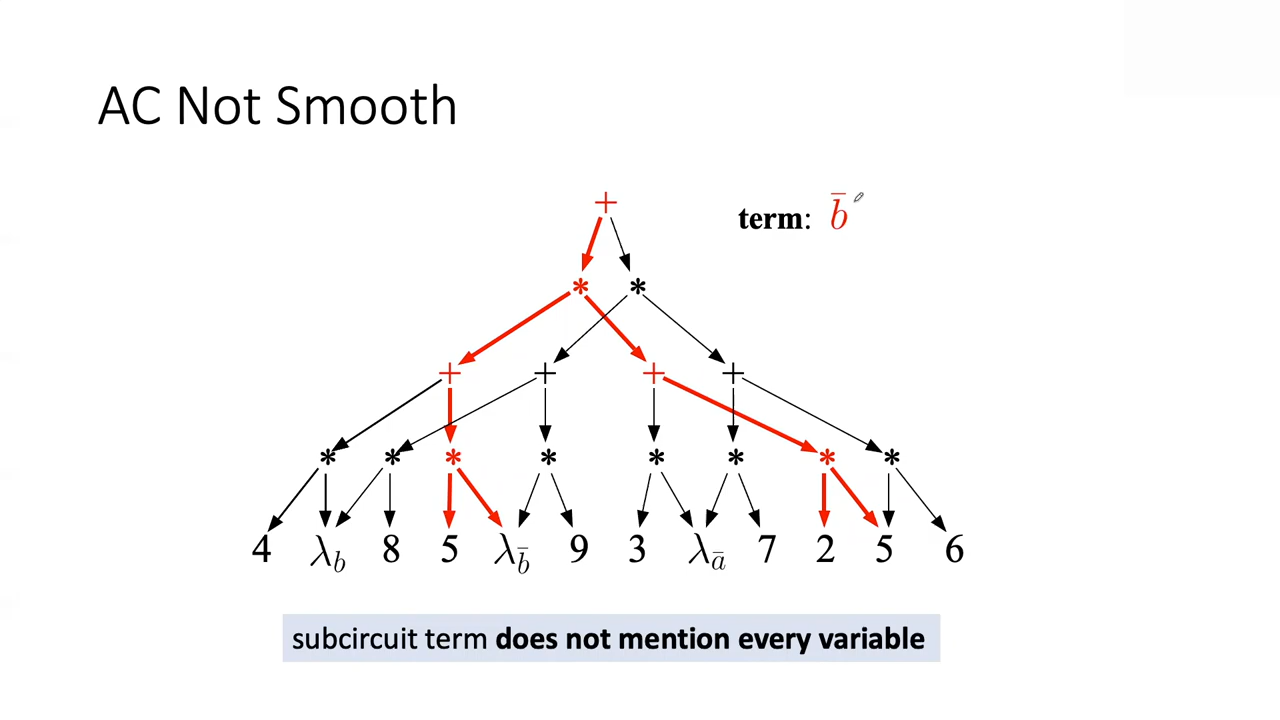 AC Not Smooth
term: b̄
+
* *
+ + + +
* * * * * * * *
4 λb 8 5 λb̄ 9 3 λā 7 2 5 6
subcircuit term does not mention every variable